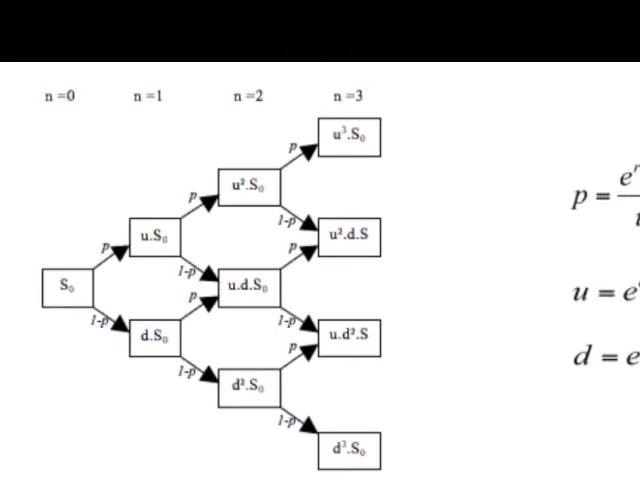 n =0 n =1 n =2 n =3
u³.S₀
p
u².S₀
p 1-p
u.S₀ p u².d.S
p 1-p
S₀ p u.d.S₀
1-p 1-p
d.S₀ p u.d².S
1-p
d².S₀
1-p
d³.S₀
p =
u = e
d = e